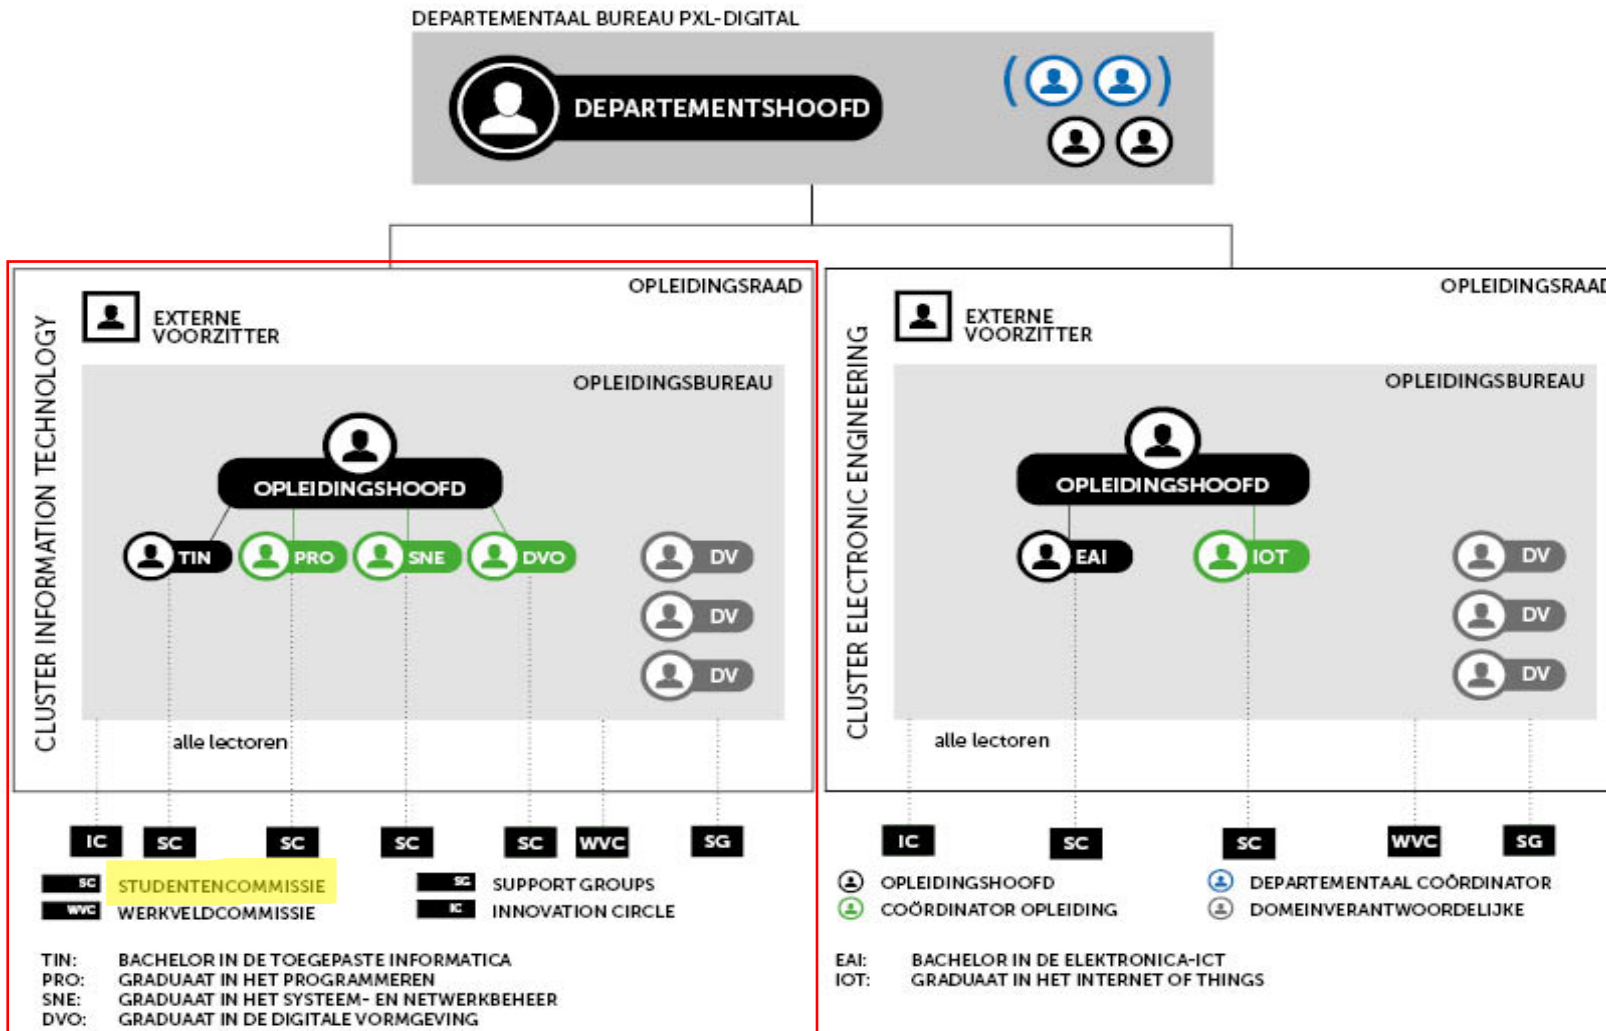 DEPARTEMENTAAL BUREAU PXL-DIGITAL
DEPARTEMENTSHOOFD
CLUSTER INFORMATION TECHNOLOGY
OPLEIDINGSRAAD
EXTERNE
VOORZITTER
OPLEIDINGSBUREAU
OPLEIDINGSHOOFD
TIN
PRO
SNE
DVO
DV
DV
DV
alle lectoren
IC
SC
SC
SC
SC
WVC
SG
SC STUDENTENCOMMISSIE
WVC WERKVELDCOMMISSIE
SG SUPPORT GROUPS
IC INNOVATION CIRCLE
TIN: BACHELOR IN DE TOEGEPASTE INFORMATICA
PRO: GRADUAAT IN HET PROGRAMMEREN
SNE: GRADUAAT IN HET SYSTEEM- EN NETWERKBEHEER
DVO: GRADUAAT IN DE DIGITALE VORMGEVING
CLUSTER ELECTRONIC ENGINEERING
OPLEIDINGSRAAD
EXTERNE
VOORZITTER
OPLEIDINGSBUREAU
OPLEIDINGSHOOFD
EAI
IOT
DV
DV
DV
alle lectoren
IC
SC
SC
WVC
SG
OPLEIDINGSHOOFD
COÖRDINATOR OPLEIDING
DEPARTEMENTAAL COÖRDINATOR
DOMEINVERANTWOORDELIJKE
EAI: BACHELOR IN DE ELEKTRONICA-ICT
IOT: GRADUAAT IN HET INTERNET OF THINGS